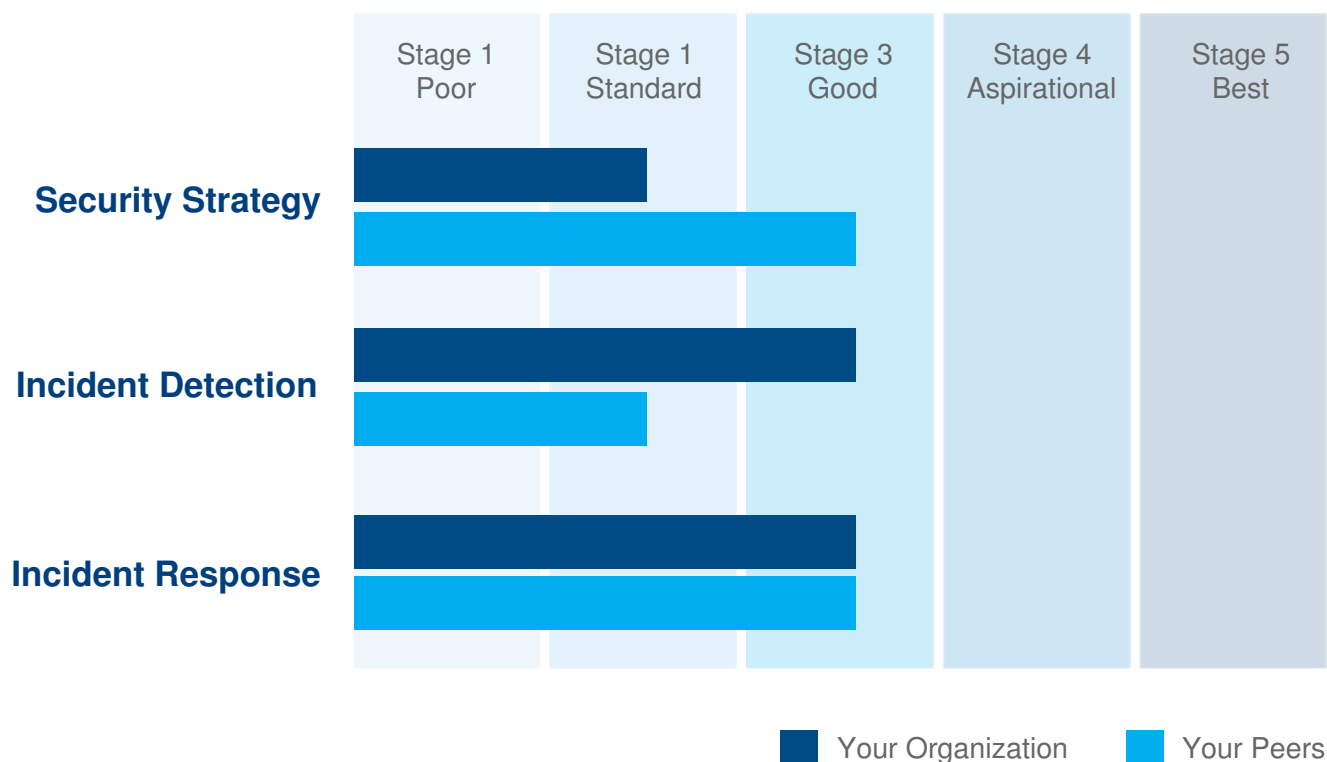 Stage 1
Poor
Stage 1
Standard
Stage 3
Good
Stage 4
Aspirational
Stage 5
Best
Security Strategy
Incident Detection
Incident Response
Your Organization
Your Peers